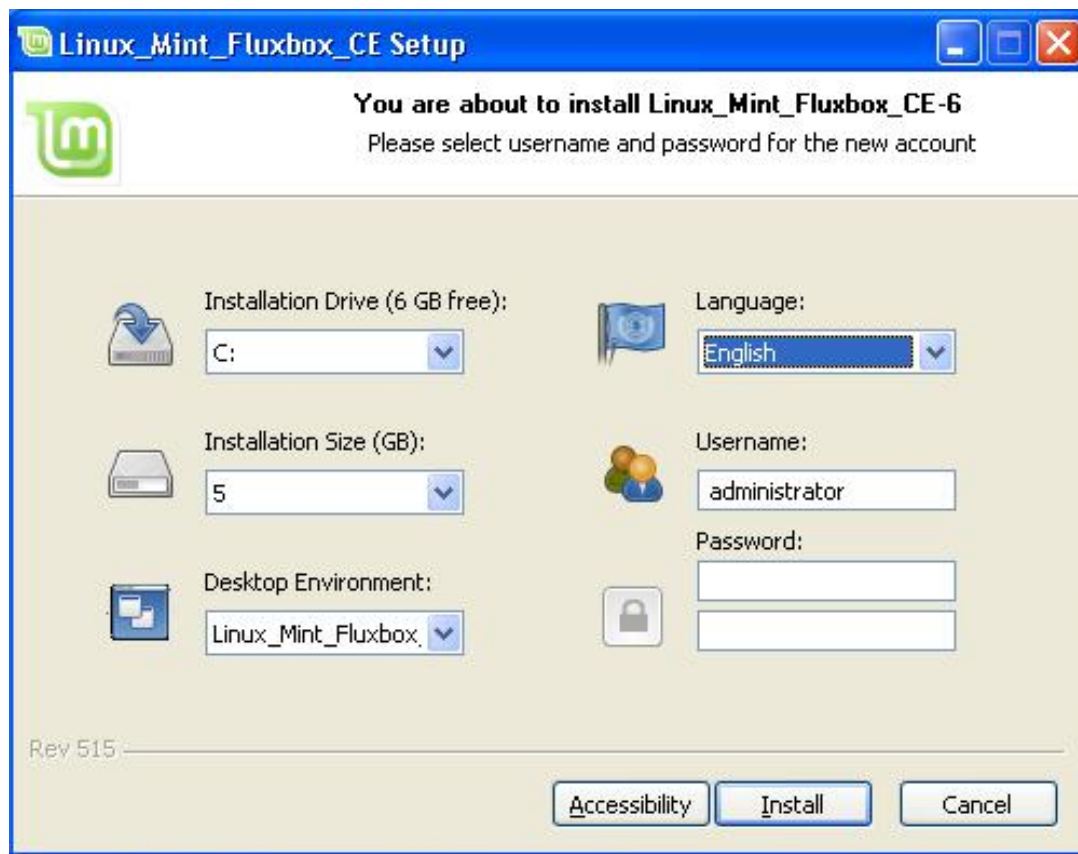 Linux_Mint_Fluxbox_CE Setup
You are about to install Linux_Mint_Fluxbox_CE-6
Please select username and password for the new account
Installation Drive (6 GB free):
C:
Installation Size (GB):
5
Desktop Environment:
Linux_Mint_Fluxbox_
Language:
English
Username:
administrator
Password:
Rev 515
Accessibility
Install
Cancel